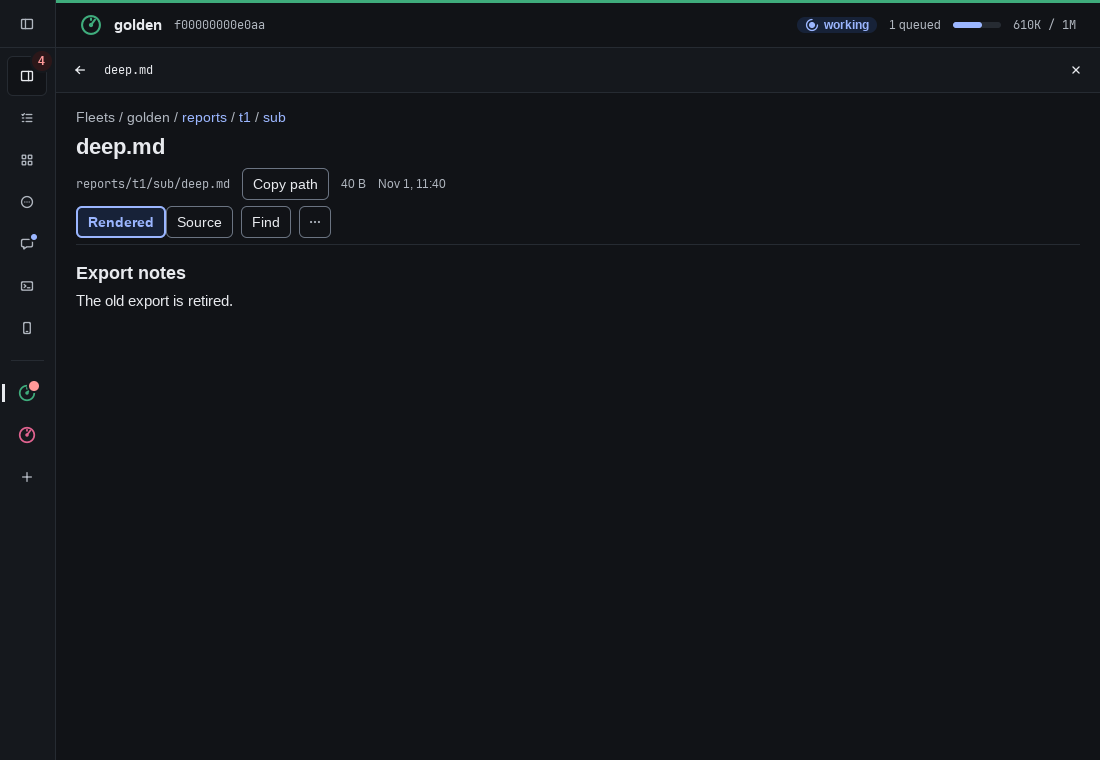 golden f00000000e0aa working 1 queued 610K / 1M
4
deep.md
Fleets / golden / reports / t1 / sub
deep.md
reports/t1/sub/deep.md Copy path 40 B Nov 1, 11:40
Rendered Source Find ···
Export notes
The old export is retired.